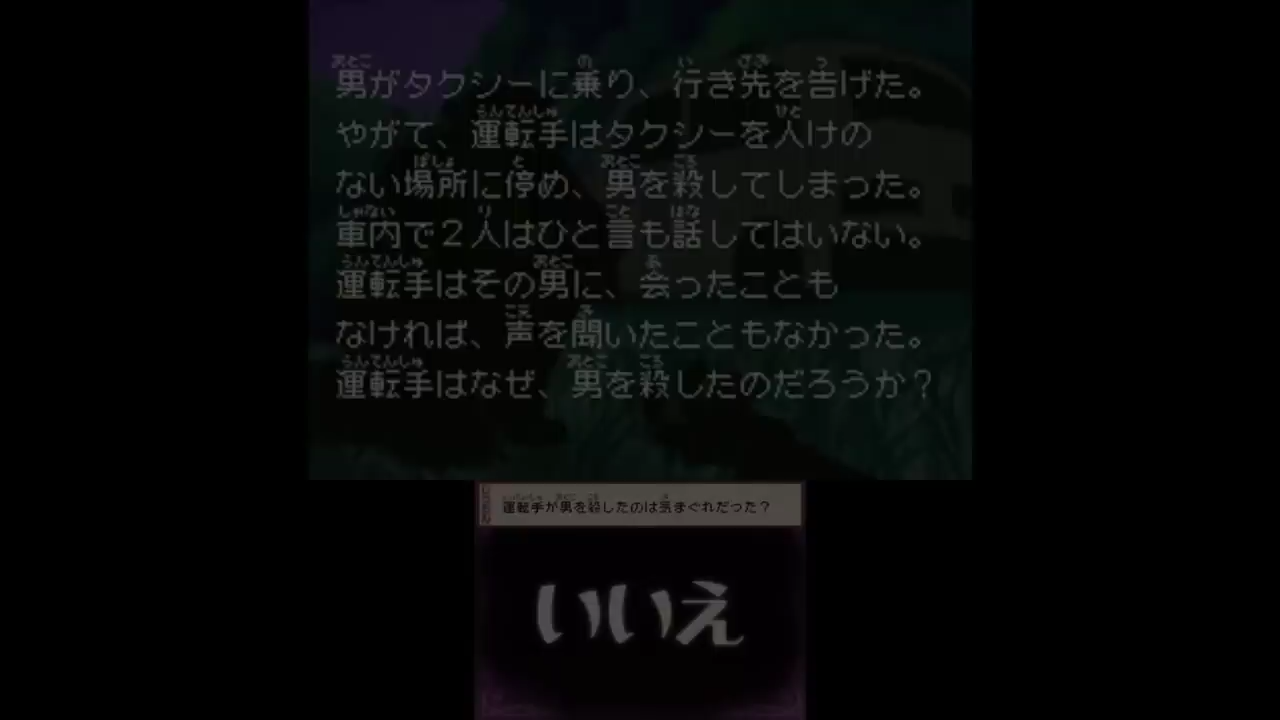 男がタクシーに乗り、行き先を告げた。
やがて、運転手はタクシーを人けの
ない場所に停め、男を殺してしまった。
車内で２人はひと言も話してはいない。
運転手はその男に、会ったことも
なければ、声を聞いたこともなかった。
運転手はなぜ、男を殺したのだろうか？
運転手が男を殺したのは気まぐれだった？
いいえ